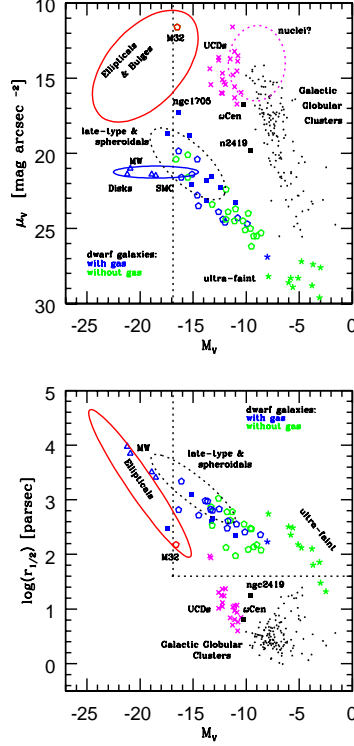 10
15
20
25
30
μV [mag arcsec−2]
Ellipticals
& Bulges
M32
nuclei?
UCDs
ngc1705
ωCen
Galactic
Globular
Clusters
late-type &
spheroidals
n2419
MW
Disks
SMC
dwarf galaxies:
with gas
without gas
ultra-faint
-25 -20 -15 -10 -5 0
MV
5
4
3
2
1
0
log(r1/2) [parsec]
dwarf galaxies:
with gas
without gas
MW
late-type &
spheroidals
Ellipticals
ultra-faint
M32
ngc2419
UCDs
ωCen
Galactic Globular
Clusters
-25 -20 -15 -10 -5 0
MV